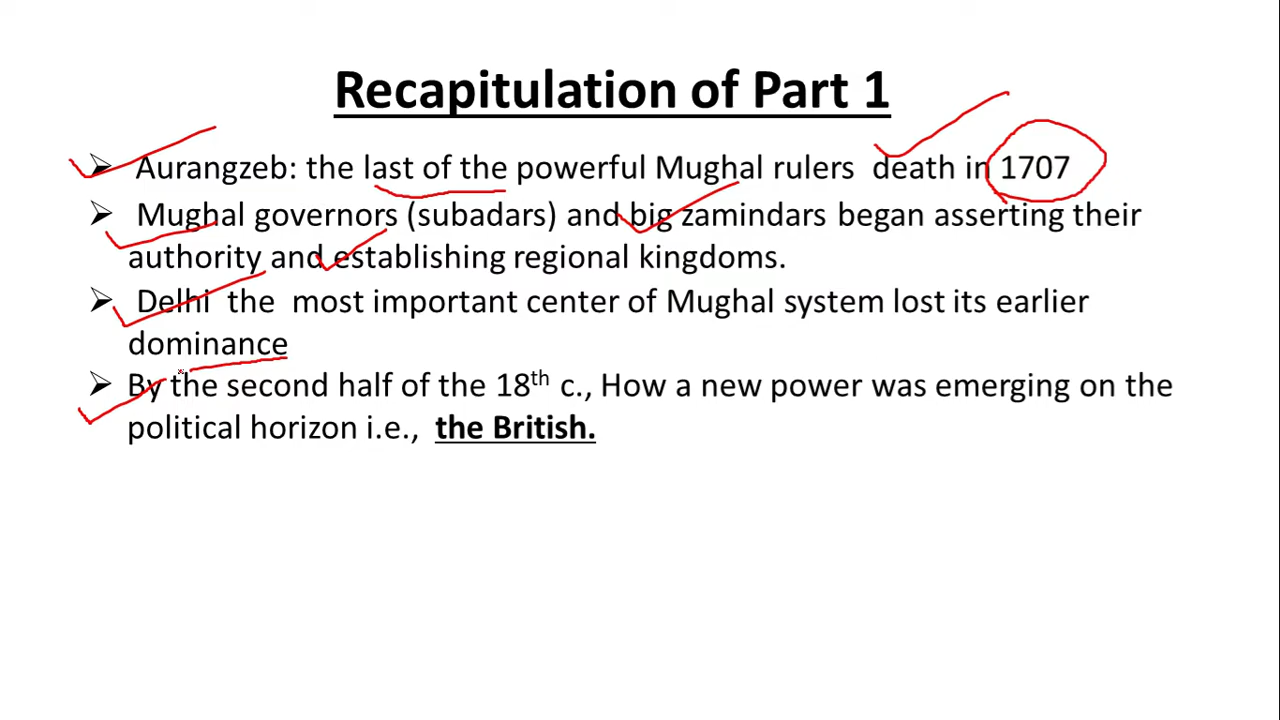 Recapitulation of Part 1
➢ Aurangzeb: the last of the powerful Mughal rulers death in 1707
➢ Mughal governors (subadars) and big zamindars began asserting their
authority and establishing regional kingdoms.
➢ Delhi the most important center of Mughal system lost its earlier
dominance
➢ By the second half of the 18th c., How a new power was emerging on the
political horizon i.e., the British.